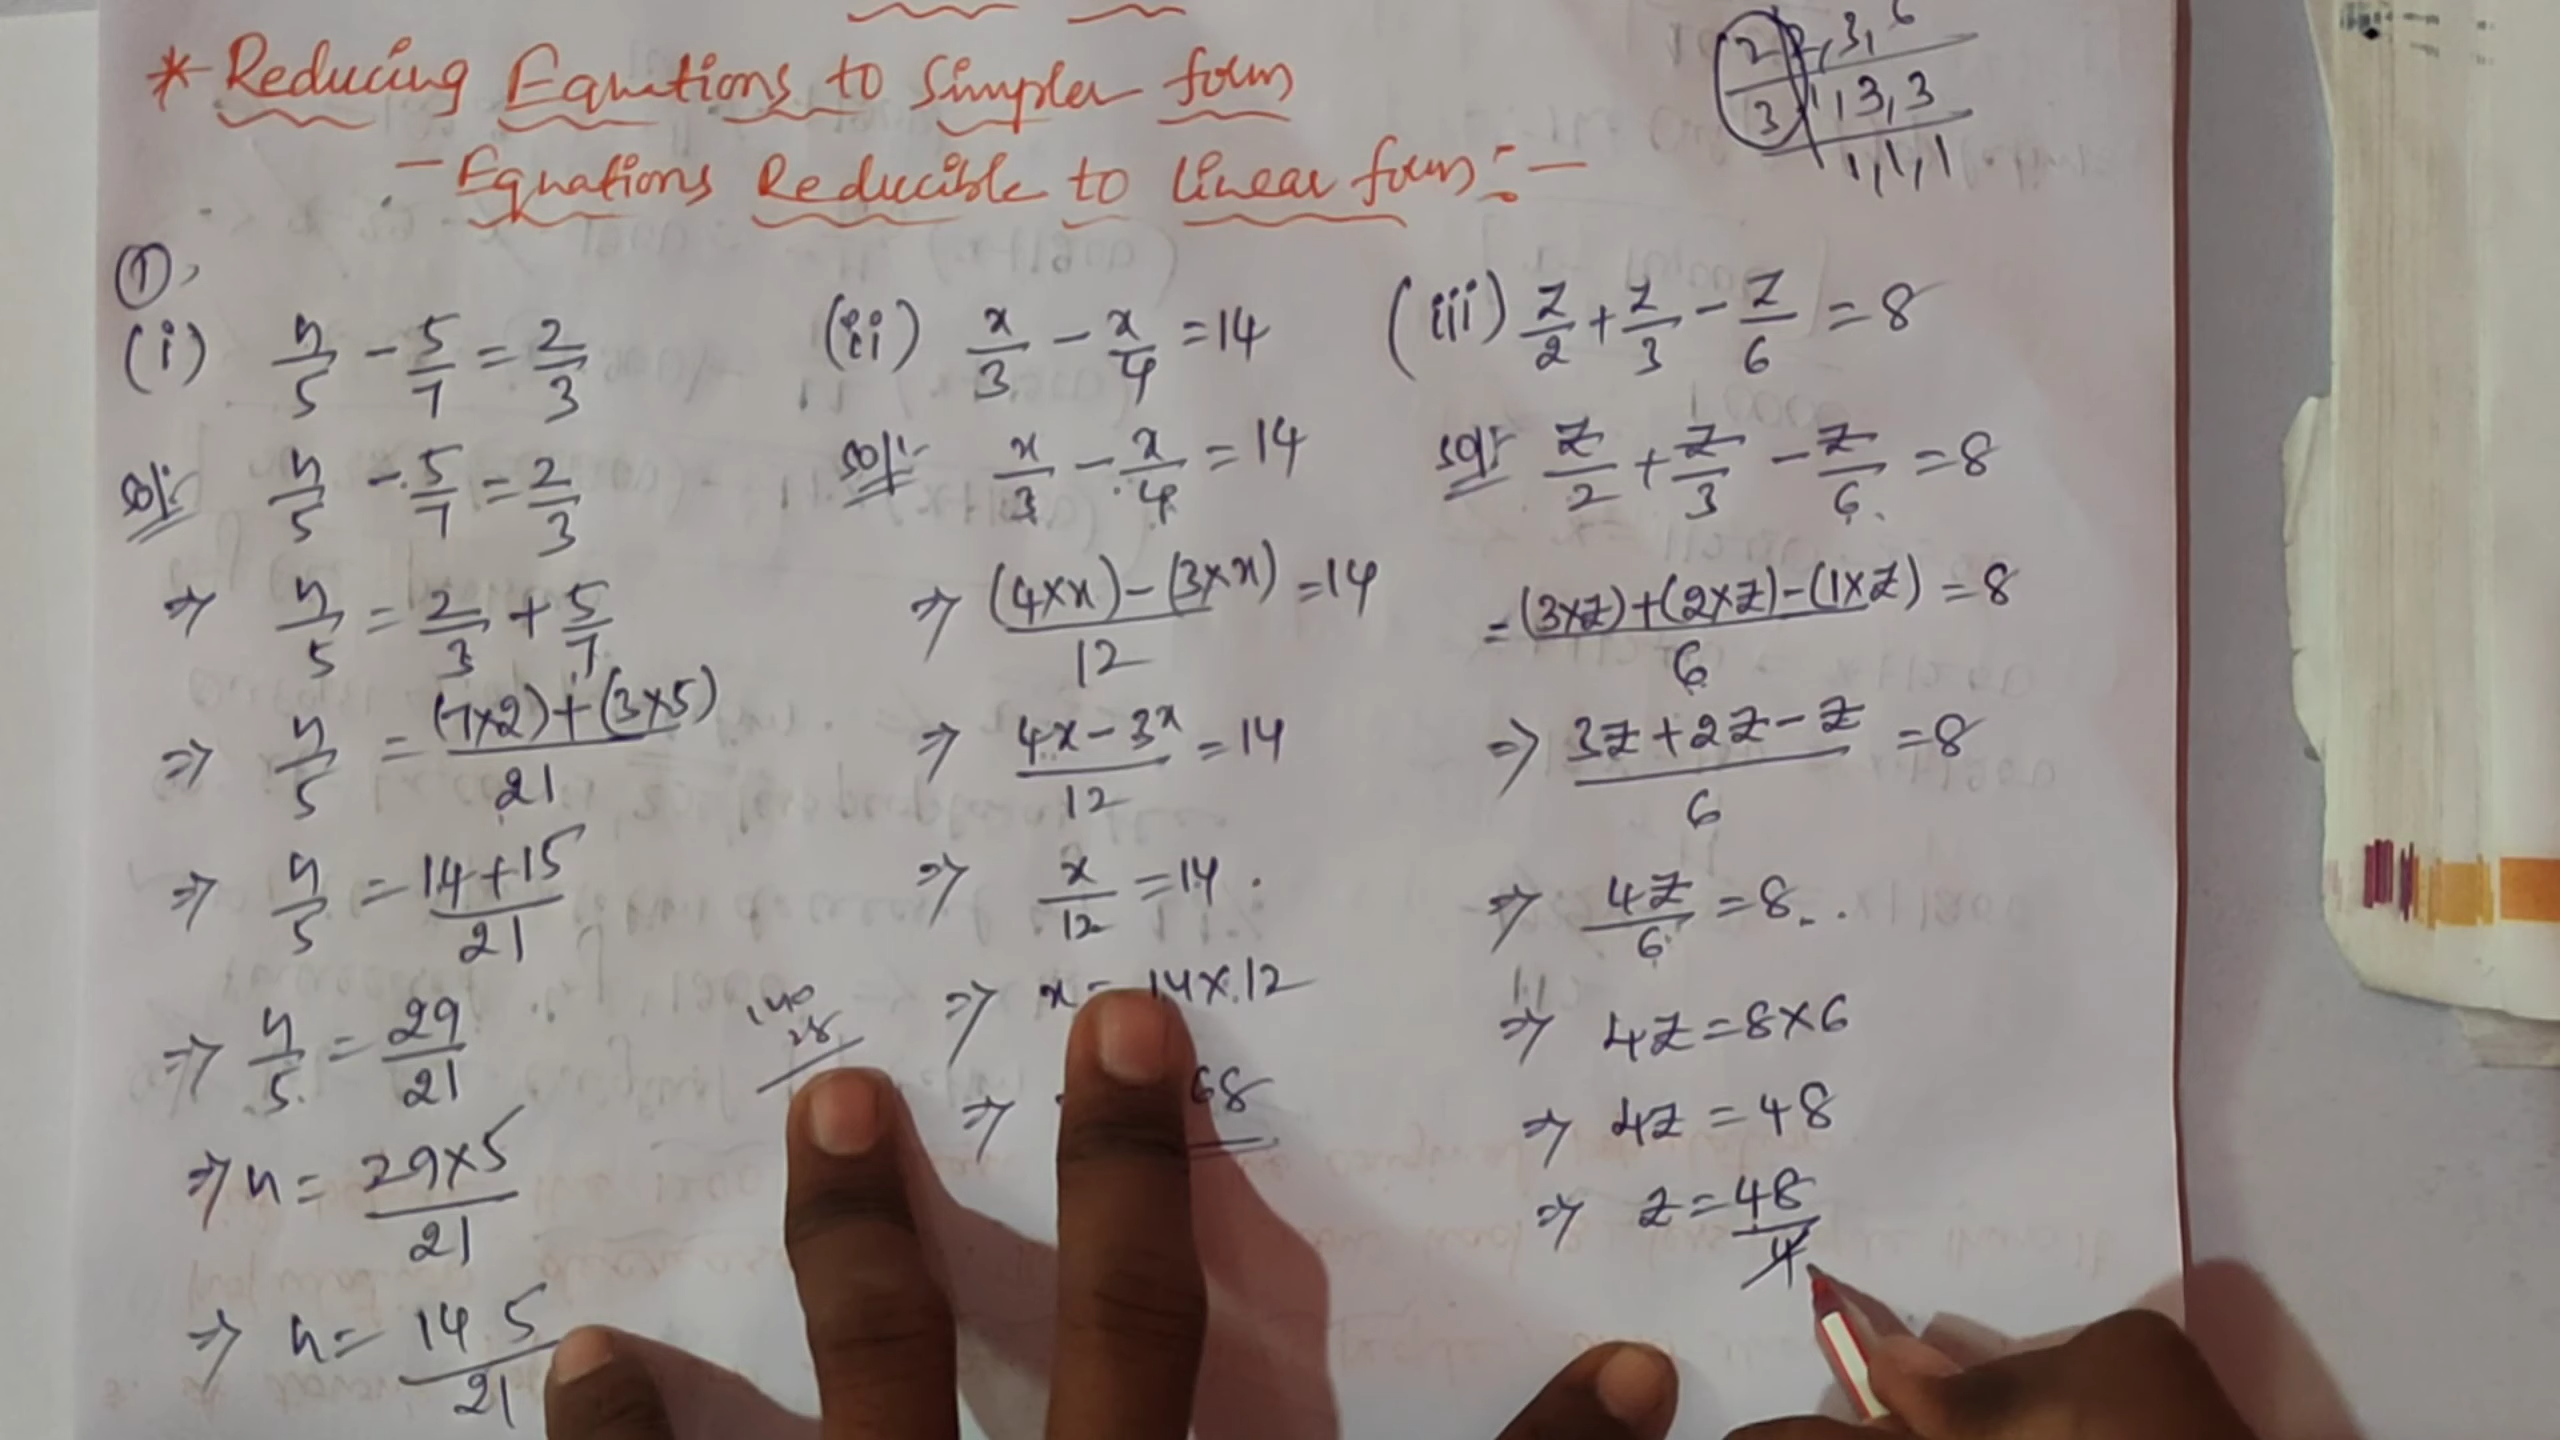 * Reducing Equations to Simpler form
- Equations Reducible to linear form:-
2 | 2, 3, 6
3 | 1, 3, 3
1, 1, 1
①,
(i) n/5 - 5/7 = 2/3
sol: n/5 - 5/7 = 2/3
⇒ n/5 = 2/3 + 5/7
⇒ n/5 = (7×2)+(3×5)/21
⇒ n/5 = 14+15/21
⇒ n/5 = 29/21
⇒ n = 29×5/21
⇒ n = 145/21
(ii) x/3 - x/4 = 14
sol: x/3 - x/4 = 14
⇒ (4×x)-(3×x)/12 = 14
⇒ 4x-3x/12 = 14
⇒ x/12 = 14
⇒ x = 14×12
⇒ 68
140
28
(iii) z/2 + z/3 - z/6 = 8
sol: z/2 + z/3 - z/6 = 8
= (3×z)+(2×z)-(1×z)/6 = 8
⇒ 3z+2z-z/6 = 8
⇒ 4z/6 = 8
⇒ 4z = 8×6
⇒ 4z = 48
⇒ z = 48/4